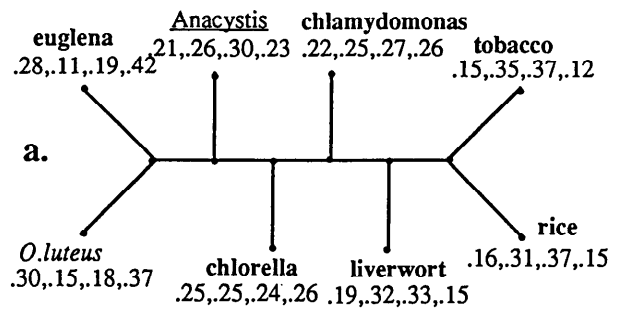 Anacystis
chlamydomonas
euglena
.21,.26,.30,.23
.22,.25,.27,.26
tobacco
.28,.11,.19,.42
.15,.35,.37,.12
a.
O.luteus
chlorella
liverwort
rice
.30,.15,.18,.37
.25,.25,.24,.26
.19,.32,.33,.15
.16,.31,.37,.15